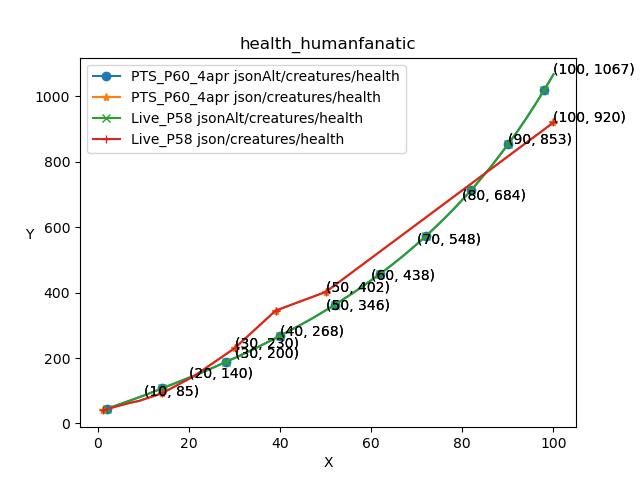 health_humanfanatic
PTS_P60_4apr jsonAlt/creatures/health
PTS_P60_4apr json/creatures/health
Live_P58 jsonAlt/creatures/health
Live_P58 json/creatures/health
(100, 1067)
(100, 920)
(90, 853)
(80, 684)
(70, 548)
(60, 438)
(50, 402)
(50, 346)
(40, 268)
(30, 230)
(30, 200)
(20, 140)
(10, 85)
Y
1000
800
600
400
200
0
0 20 40 60 80 100
X